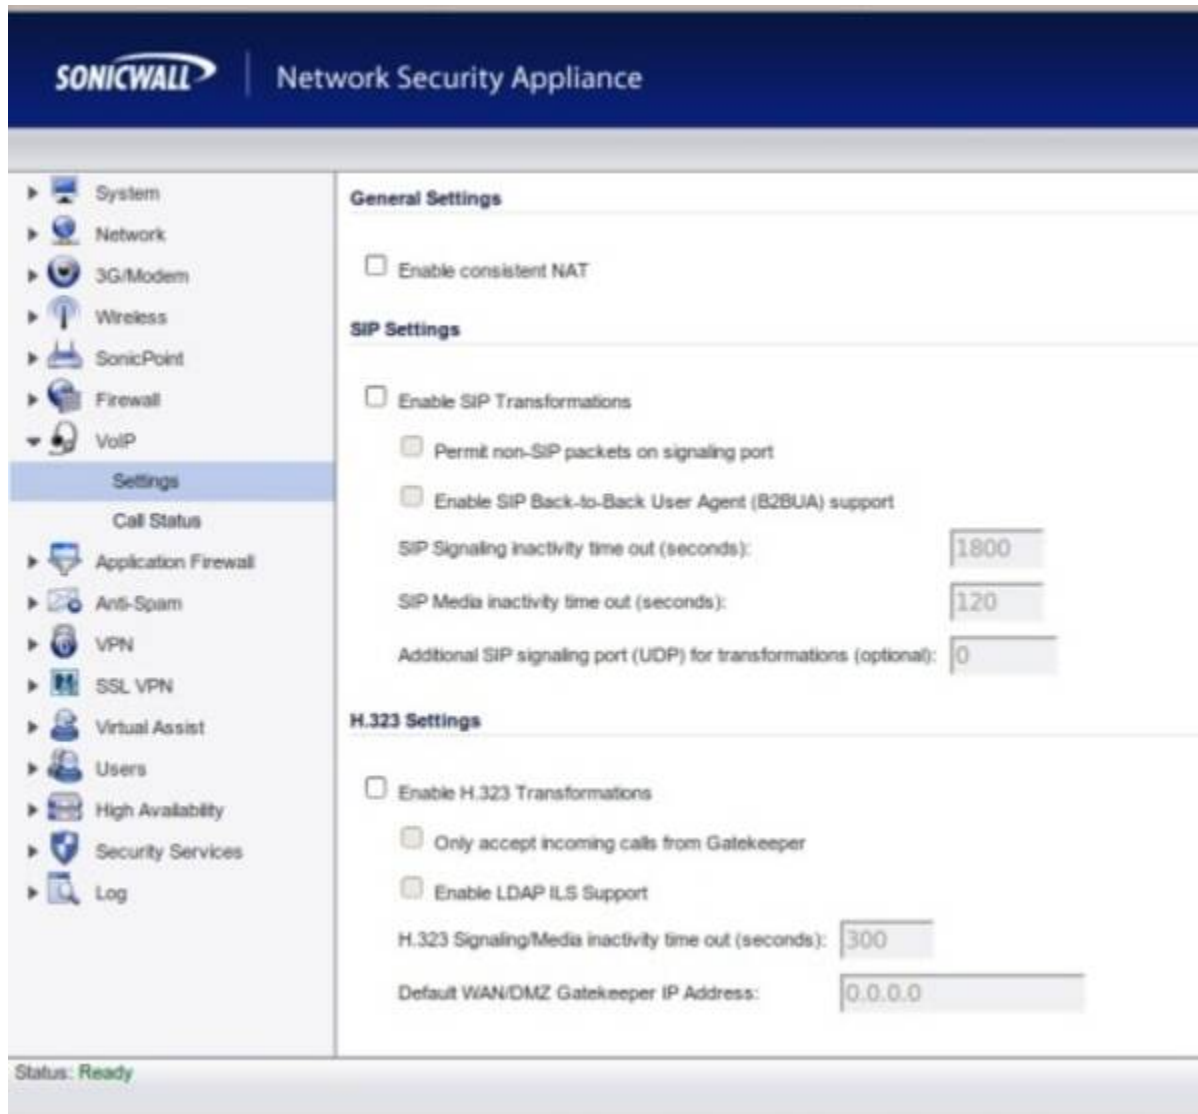 SONICWALL
Network Security Appliance
System
Network
3G/Modem
Wireless
SonicPoint
Firewall
VoIP
Settings
Call Status
Application Firewall
Anti-Spam
VPN
SSL VPN
Virtual Assist
Users
High Availability
Security Services
Log
General Settings
Enable consistent NAT
SIP Settings
Enable SIP Transformations
Permit non-SIP packets on signaling port
Enable SIP Back-to-Back User Agent (B2BUA) support
SIP Signaling inactivity time out (seconds): 1800
SIP Media inactivity time out (seconds): 120
Additional SIP signaling port (UDP) for transformations (optional): 0
H.323 Settings
Enable H.323 Transformations
Only accept incoming calls from Gatekeeper
Enable LDAP ILS Support
H.323 Signaling/Media inactivity time out (seconds): 300
Default WAN/DMZ Gatekeeper IP Address: 0.0.0.0
Status: Ready